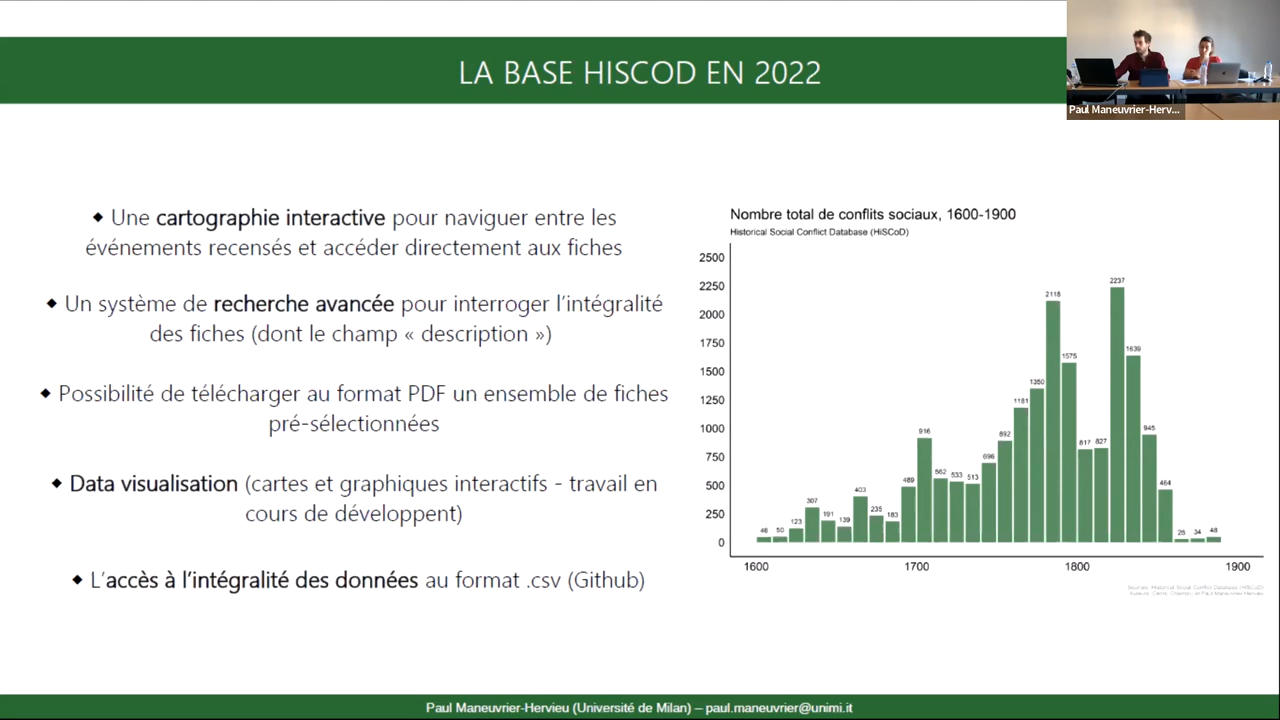 LA BASE HISCOD EN 2022
Paul Maneuvrier-Herv...
◆ Une cartographie interactive pour naviguer entre les
événements recensés et accéder directement aux fiches
◆ Un système de recherche avancée pour interroger l'intégralité
des fiches (dont le champ « description »)
◆ Possibilité de télécharger au format PDF un ensemble de fiches
pré-sélectionnées
◆ Data visualisation (cartes et graphiques interactifs - travail en
cours de développent)
◆ L'accès à l'intégralité des données au format .csv (Github)
Nombre total de conflits sociaux, 1600-1900
Historical Social Conflict Database (HiSCoD)
2500
2250
2000
1750
1500
1250
1000
750
500
250
0
46 50 123 307 191 139 403 235 183 489 916 562 533 513 696 892 1181 1350 2118 1575 817 827 2237 1639 945 464 34 48
1600 1700 1800 1900
Historical Social Conflict Database (HiSCoD)
Paul Maneuvrier-Hervieu (Université de Milan) – paul.maneuvrier@unimi.it